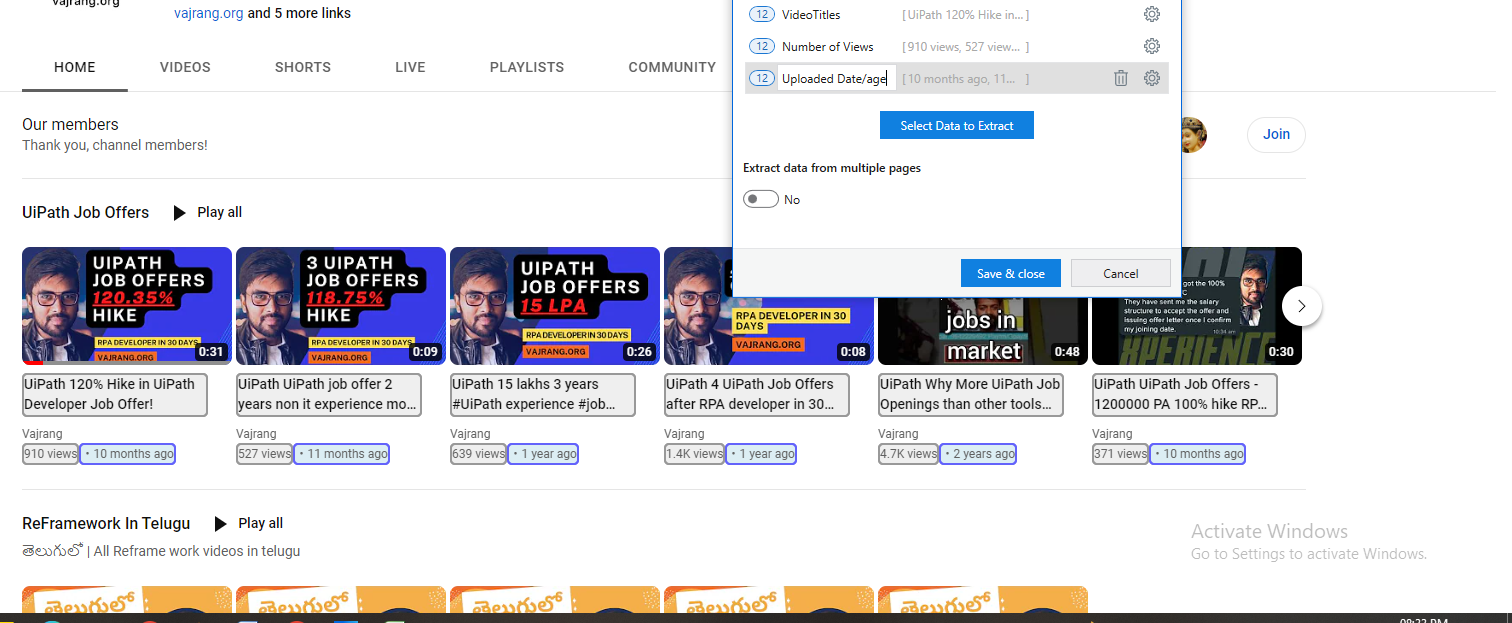 vajrang.org
vajrang.org and 5 more links
HOME VIDEOS SHORTS LIVE PLAYLISTS COMMUNITY
12 VideoTitles [ UiPath 120% Hike in... ]
12 Number of Views [ 910 views, 527 view... ]
12 Uploaded Date/age [ 10 months ago, 11... ]
Select Data to Extract
Extract data from multiple pages
No
Save & close Cancel
Our members
Thank you, channel members!
Join
UiPath Job Offers Play all
UIPATH
JOB OFFERS
120.35%
HIKE
RPA DEVELOPER IN 30 DAYS
VAJRANG.ORG
0:31
3 UIPATH
JOB OFFERS
118.75%
HIKE
RPA DEVELOPER IN 30 DAYS
VAJRANG.ORG
0:09
UIPATH
JOB OFFERS
15 LPA
RPA DEVELOPER IN 30 DAYS
VAJRANG.ORG
0:26
RPA DEVELOPER IN 30
DAYS
VAJRANG.ORG
0:08
jobs in
market
0:48
got the 100%
They have sent me the salary
structure to accept the offer and
issuing offer letter once I confirm
my joining date.
10:34 am
XPERIENCE
0:30
UiPath 120% Hike in UiPath
Developer Job Offer!
Vajrang
910 views • 10 months ago
UiPath UiPath job offer 2
years non it experience mo...
Vajrang
527 views • 11 months ago
UiPath 15 lakhs 3 years
#UiPath experience #job...
Vajrang
639 views • 1 year ago
UiPath 4 UiPath Job Offers
after RPA developer in 30...
Vajrang
1.4K views • 1 year ago
UiPath Why More UiPath Job
Openings than other tools...
Vajrang
4.7K views • 2 years ago
UiPath UiPath Job Offers -
1200000 PA 100% hike RP...
Vajrang
371 views • 10 months ago
ReFramework In Telugu Play all
తెలుగులో | All Reframe work videos in telugu
తెలుగులో
తెలుగులో
తెలుగులో
తెలుగులో
తెలుగులో
Activate Windows
Go to Settings to activate Windows.